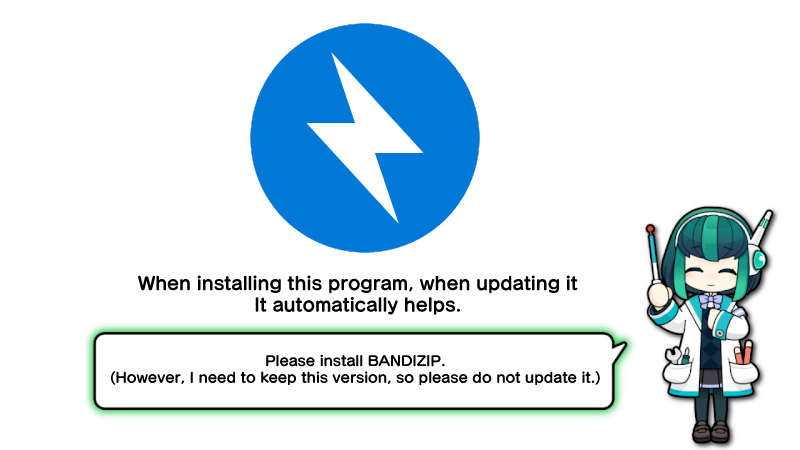 When installing this program, when updating it
It automatically helps.
Please install BANDIZIP.
(However, I need to keep this version, so please do not update it.)